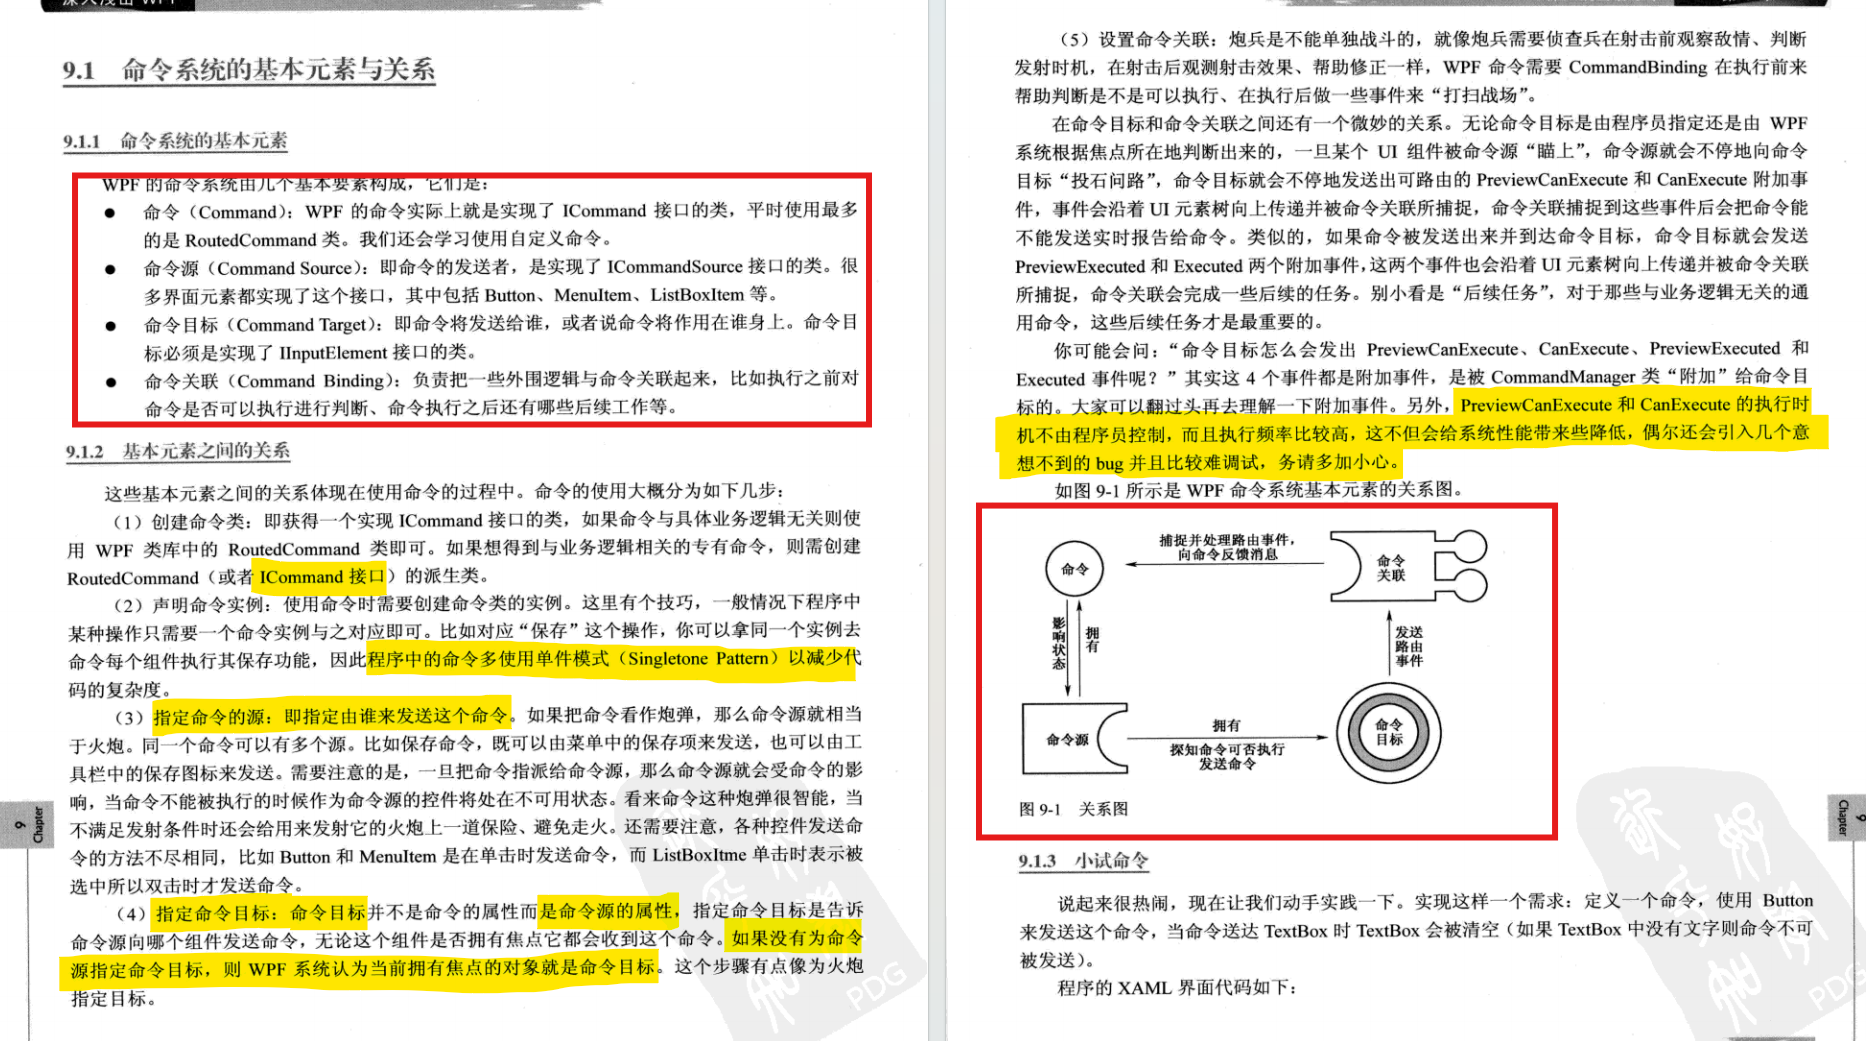 深入浅出 WPF
9.1 命令系统的基本元素与关系
9.1.1 命令系统的基本元素
WPF 的命令系统由几个基本要素构成，它们是：
● 命令（Command）：WPF 的命令实际上就是实现了 ICommand 接口的类，平时使用最多
的是 RoutedCommand 类。我们还会学习使用自定义命令。
● 命令源（Command Source）：即命令的发送者，是实现了 ICommandSource 接口的类。很
多界面元素都实现了这个接口，其中包括 Button、MenuItem、ListBoxItem 等。
● 命令目标（Command Target）：即命令将发送给谁，或者说命令将作用在谁身上。命令目
标必须是实现了 IInputElement 接口的类。
● 命令关联（Command Binding）：负责把一些外围逻辑与命令关联起来，比如执行之前对
命令是否可以执行进行判断、命令执行之后还有哪些后续工作等。
9.1.2 基本元素之间的关系
这些基本元素之间的关系体现在使用命令的过程中。命令的使用大概分为如下几步：
（1）创建命令类：即获得一个实现 ICommand 接口的类，如果命令与具体业务逻辑无关则使
用 WPF 类库中的 RoutedCommand 类即可。如果想得到与业务逻辑相关的专有命令，则需创建
RoutedCommand（或者 ICommand 接口）的派生类。
（2）声明命令实例：使用命令时需要创建命令类的实例。这里有个技巧，一般情况下程序中
某种操作只需要一个命令实例与之对应即可。比如对应“保存”这个操作，你可以拿同一个实例去
命令每个组件执行其保存功能，因此程序中的命令多使用单件模式（Singletone Pattern）以减少代
码的复杂度。
（3）指定命令的源：即指定由谁来发送这个命令。如果把命令看作炮弹，那么命令源就相当
于火炮。同一个命令可以有多个源。比如保存命令，既可以由菜单中的保存项来发送，也可以由工
具栏中的保存图标来发送。需要注意的是，一旦把命令指派给命令源，那么命令源就会受命令的影
响，当命令不能被执行的时候作为命令源的控件将处在不可用状态。看来命令这种炮弹很智能，当
不满足发射条件时还会给用来发射它的火炮上一道保险、避免走火。还需要注意，各种控件发送命
令的方法不尽相同，比如 Button 和 MenuItem 是在单击时发送命令，而 ListBoxItme 单击时表示被
选中所以双击时才发送命令。
（4）指定命令目标：命令目标并不是命令的属性而是命令源的属性，指定命令目标是告诉
命令源向哪个组件发送命令，无论这个组件是否拥有焦点它都会收到这个命令。如果没有为命令
源指定命令目标，则 WPF 系统认为当前拥有焦点的对象就是命令目标。这个步骤有点像为火炮
指定目标。
9
Chapter
PDG
（5）设置命令关联：炮兵是不能单独战斗的，就像炮兵需要侦查兵在射击前观察敌情、判断
发射时机，在射击后观测射击效果、帮助修正一样，WPF 命令需要 CommandBinding 在执行前来
帮助判断是不是可以执行、在执行后做一些事件来“打扫战场”。
在命令目标和命令关联之间还有一个微妙的关系。无论命令目标是由程序员指定还是由 WPF
系统根据焦点所在地判断出来的，一旦某个 UI 组件被命令源“瞄上”，命令源就会不停地向命令
目标“投石问路”，命令目标就会不停地发送出可路由的 PreviewCanExecute 和 CanExecute 附加事
件，事件会沿着 UI 元素树向上传递并被命令关联所捕捉，命令关联捕捉到这些事件后会把命令能
不能发送实时报告给命令。类似的，如果命令被发送出来并到达命令目标，命令目标就会发送
PreviewExecuted 和 Executed 两个附加事件，这两个事件也会沿着 UI 元素树向上传递并被命令关联
所捕捉，命令关联会完成一些后续的任务。别小看是“后续任务”，对于那些与业务逻辑无关的通
用命令，这些后续任务才是最重要的。
你可能会问：“命令目标怎么会发出 PreviewCanExecute、CanExecute、PreviewExecuted 和
Executed 事件呢？”其实这 4 个事件都是附加事件，是被 CommandManager 类“附加”给命令目
标的。大家可以翻过头再去理解一下附加事件。另外，PreviewCanExecute 和 CanExecute 的执行时
机不由程序员控制，而且执行频率比较高，这不但会给系统性能带来些降低，偶尔还会引入几个意
想不到的 bug 并且比较难调试，务请多加小心。
如图 9-1 所示是 WPF 命令系统基本元素的关系图。
命令
捕捉并处理路由事件，
向命令反馈消息
命令
关联
影响状态
拥有
发送
路由
事件
命令源
拥有
探知命令可否执行
发送命令
命令
目标
图 9-1 关系图
9.1.3 小试命令
说起来很热闹，现在让我们动手实践一下。实现这样一个需求：定义一个命令，使用 Button
来发送这个命令，当命令送达 TextBox 时 TextBox 会被清空（如果 TextBox 中没有文字则命令不可
被发送）。
程序的 XAML 界面代码如下：
9
Chapter
PDG